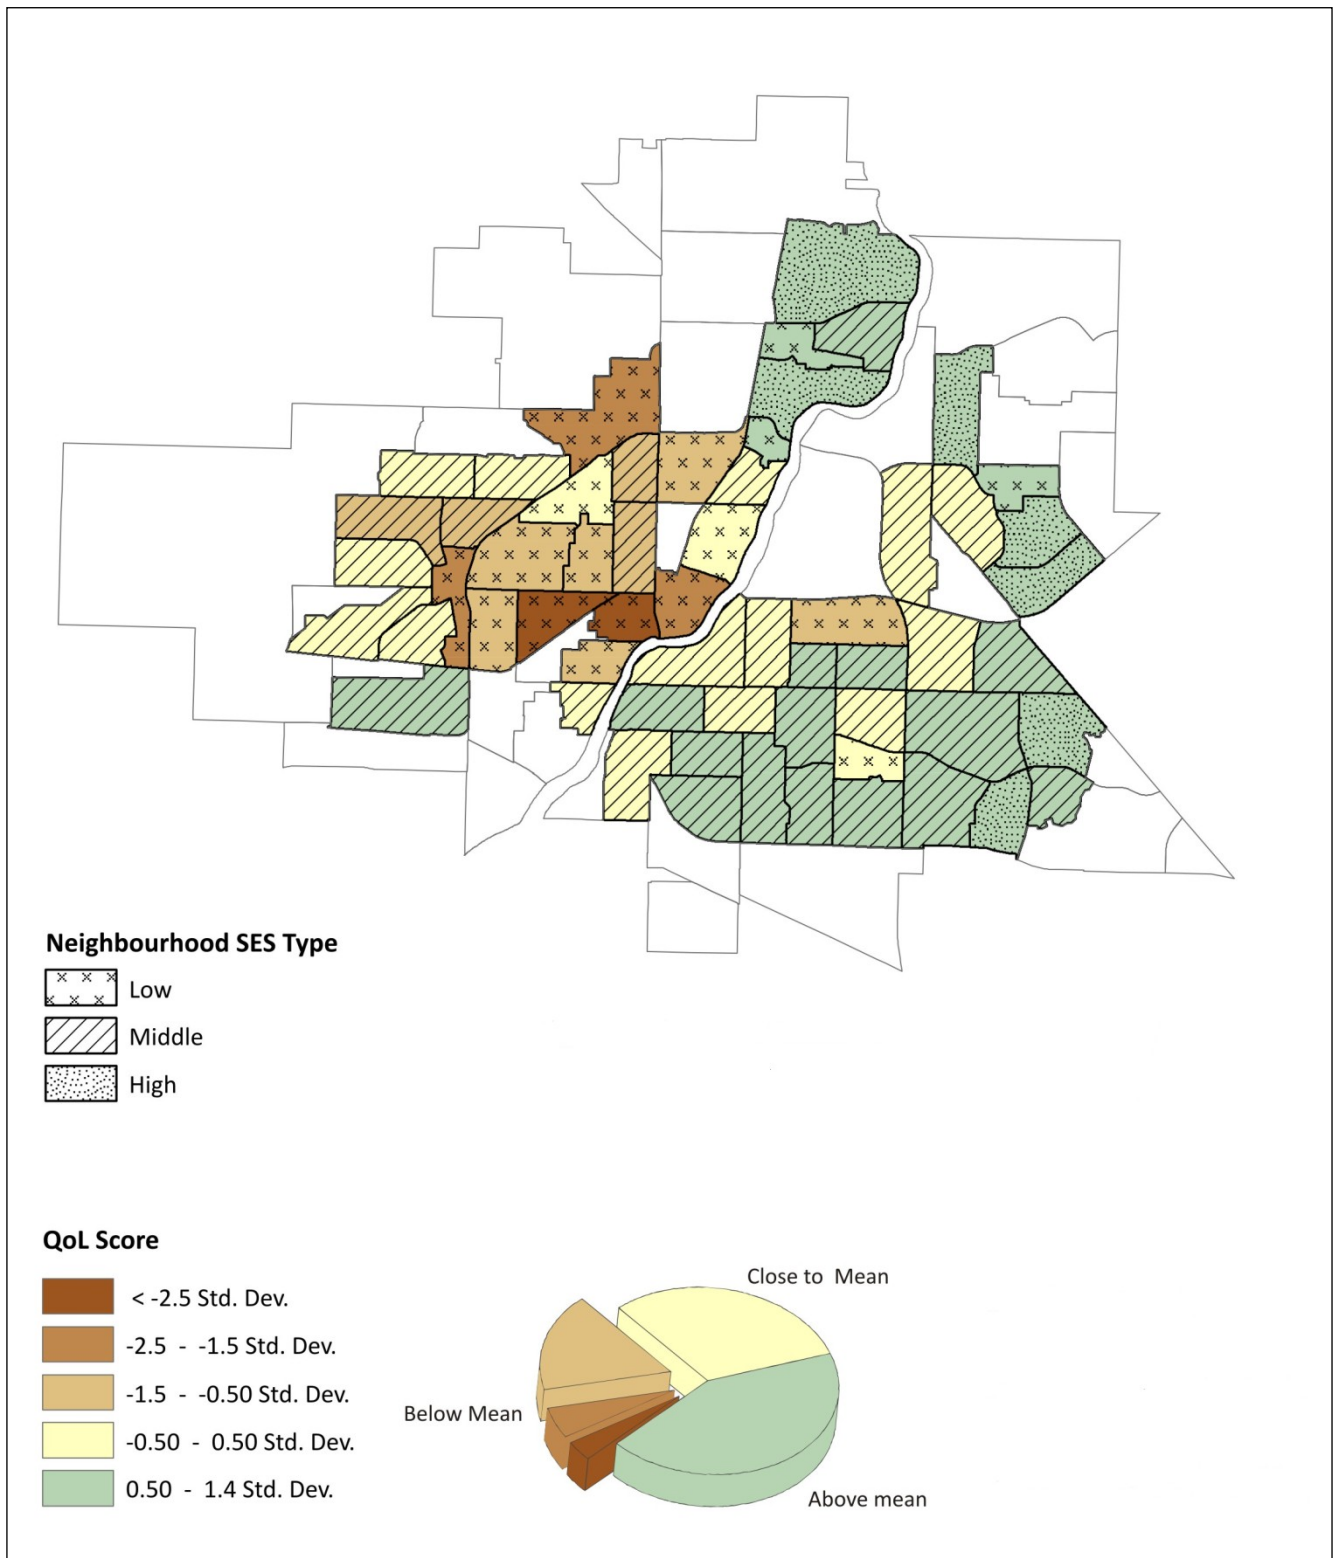 Neighbourhood SES Type
Low
Middle
High
QoL Score
< -2.5 Std. Dev.
-2.5 - -1.5 Std. Dev.
-1.5 - -0.50 Std. Dev.
-0.50 - 0.50 Std. Dev.
0.50 - 1.4 Std. Dev.
Close to Mean
Below Mean
Above mean